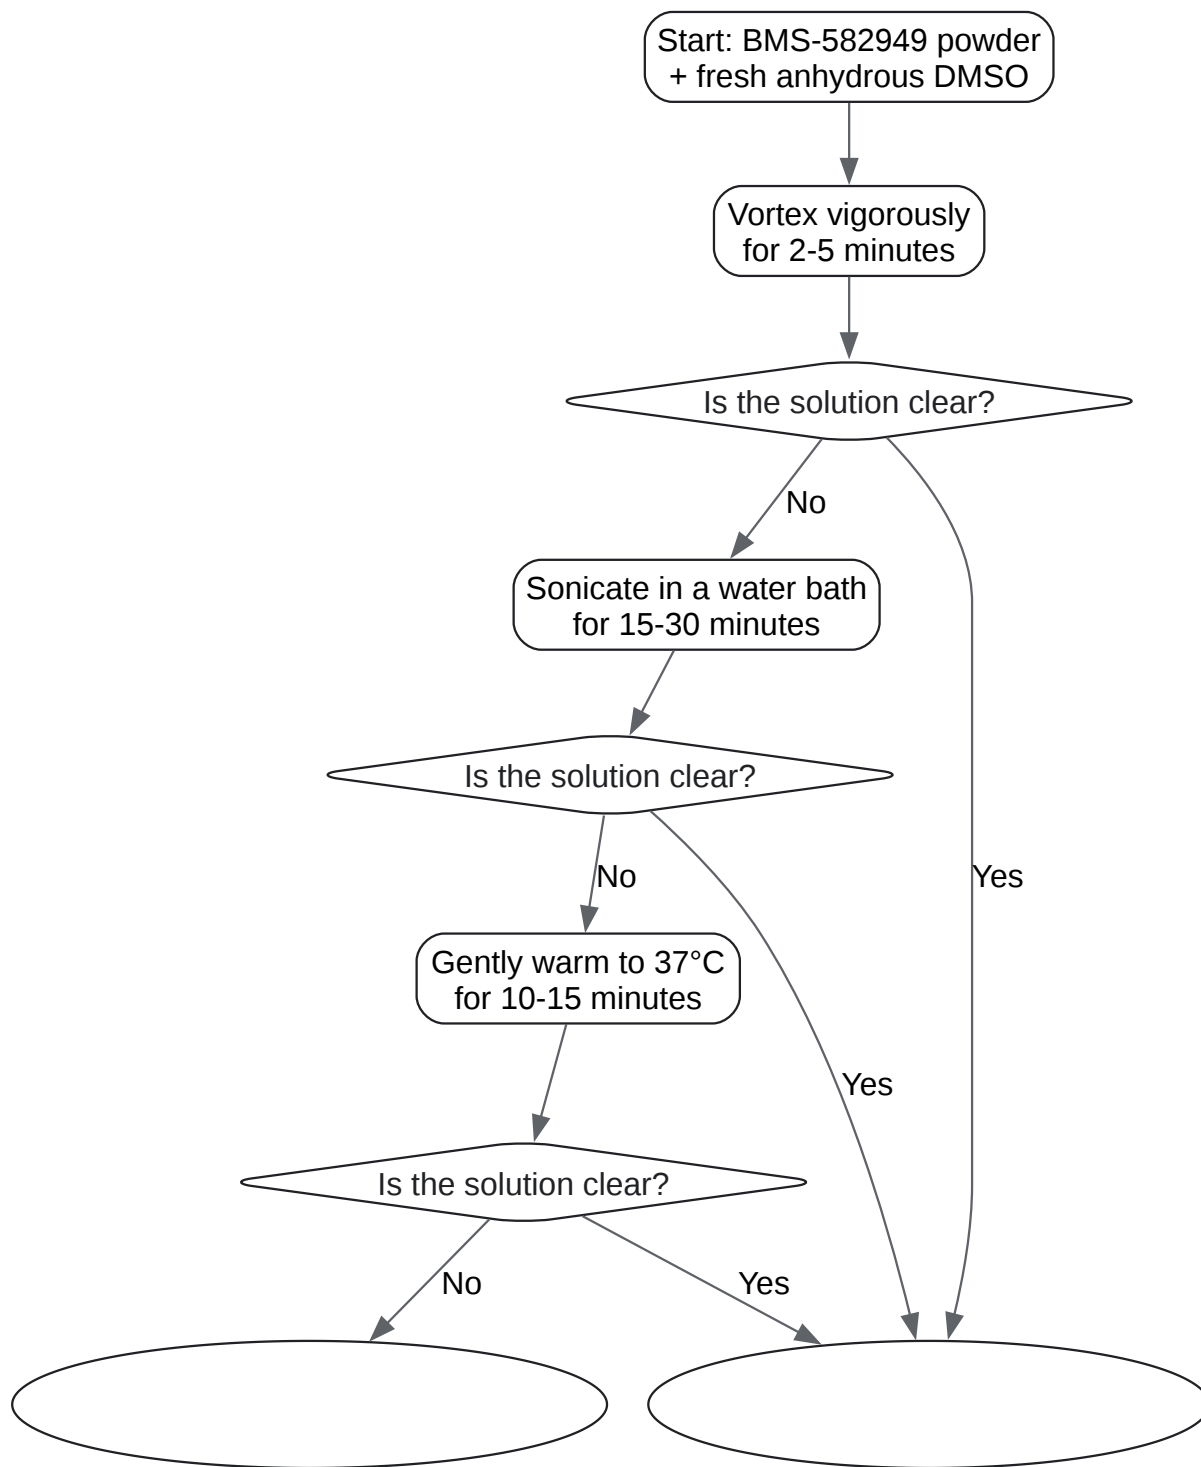 Start: BMS-582949 powder
+ fresh anhydrous DMSO
Vortex vigorously
for 2-5 minutes
Is the solution clear?
No
Sonicate in a water bath
for 15-30 minutes
Is the solution clear?
No
Yes
Gently warm to 37°C
for 10-15 minutes
Yes
Is the solution clear?
No
Yes